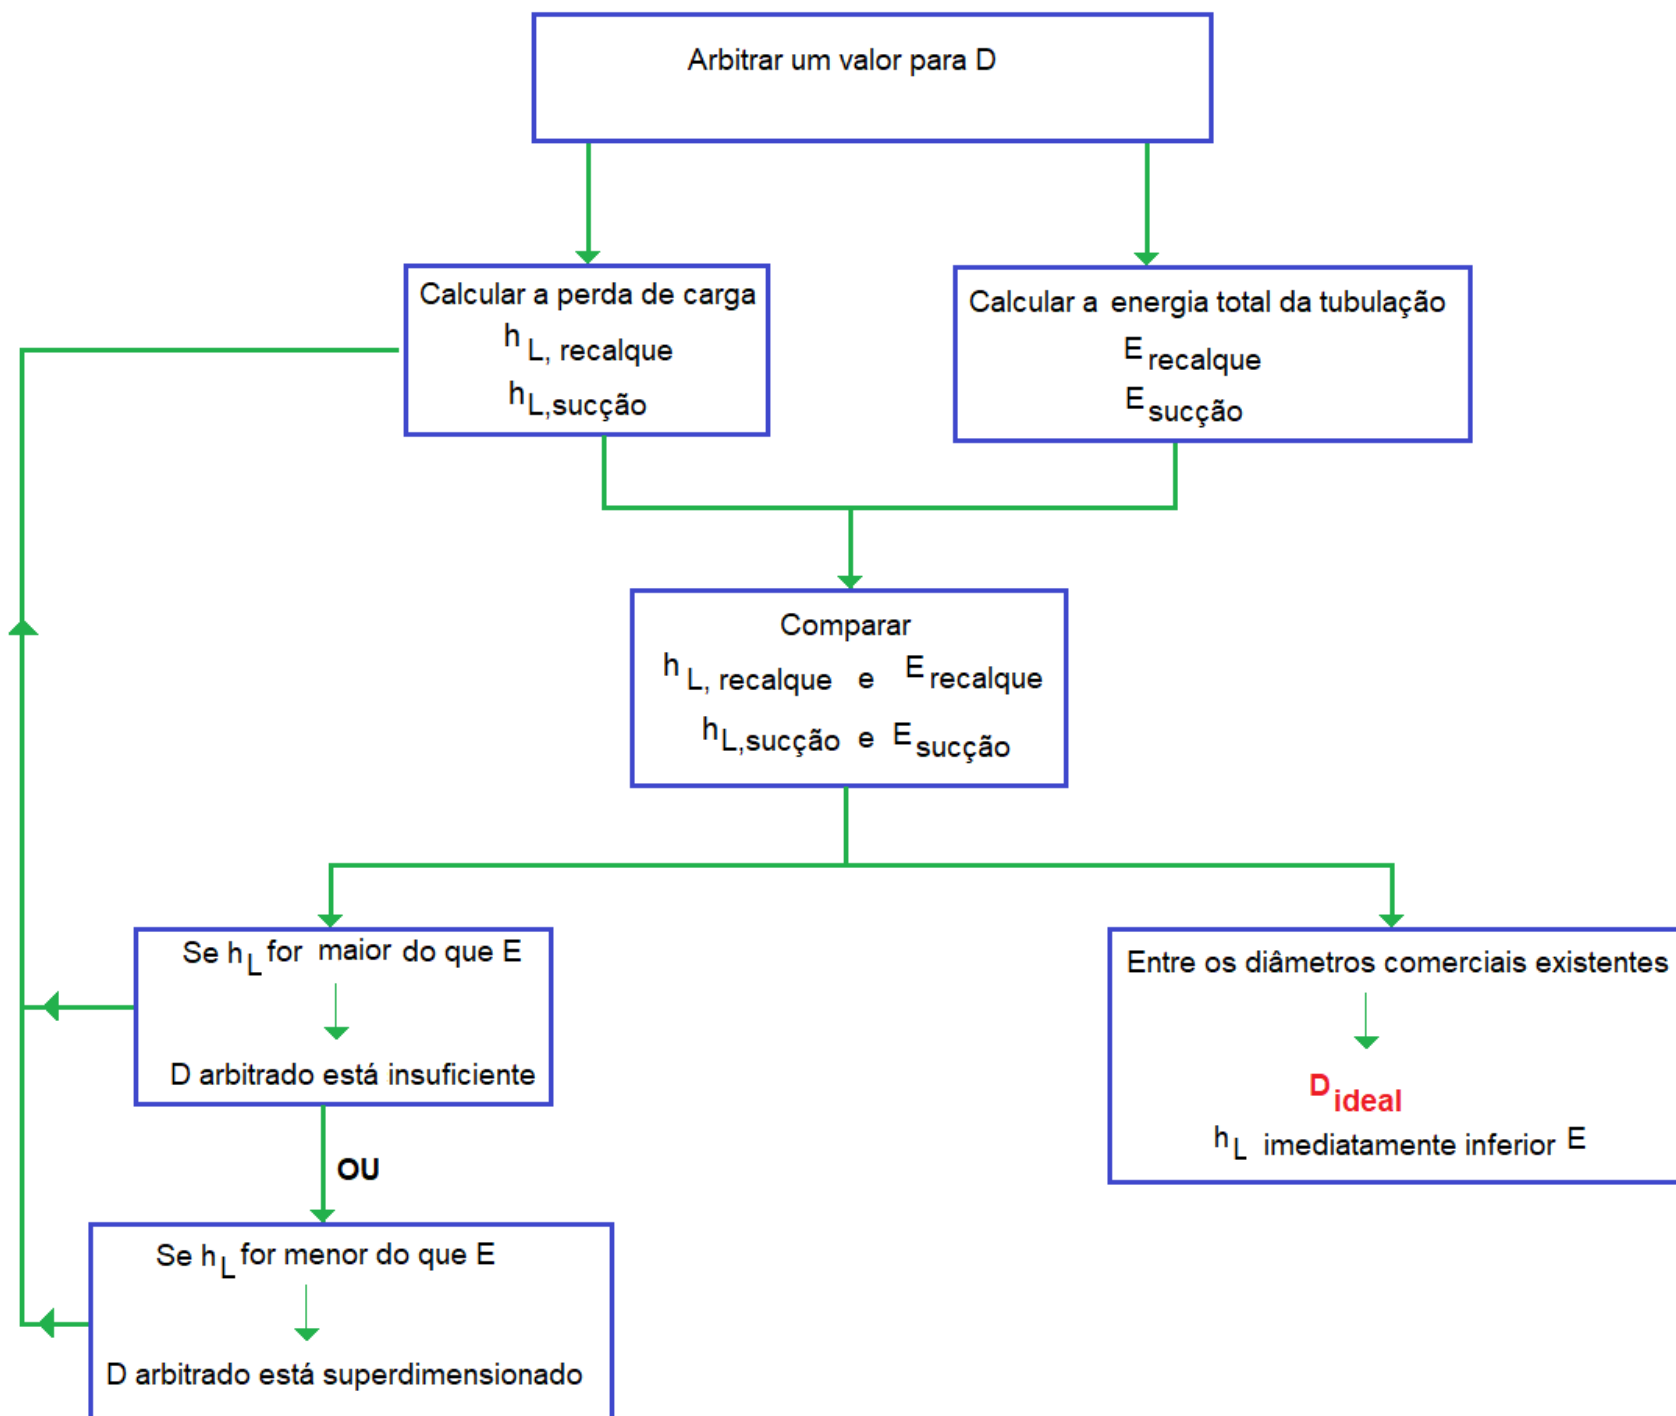 Arbitrar um valor para D
Calcular a perda de carga
h L, recalque
h L,sucção
Calcular a energia total da tubulação
E recalque
E sucção
Comparar
h L, recalque e E recalque
h L,sucção e E sucção
Se h L for maior do que E
D arbitrado está insuficiente
OU
Se h L for menor do que E
D arbitrado está superdimensionado
Entre os diâmetros comerciais existentes
D ideal
h L imediatamente inferior E